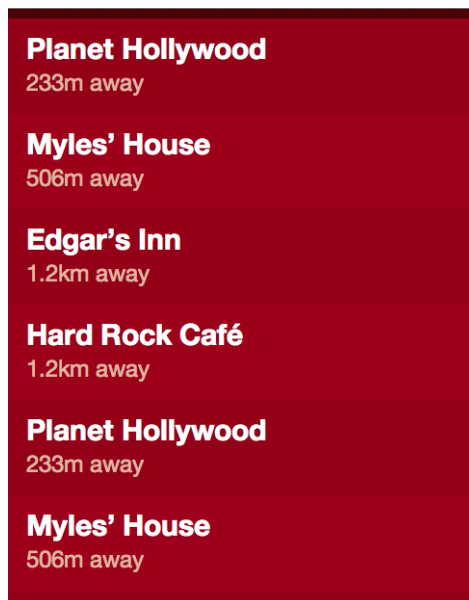 Planet Hollywood
233m away
Myles’ House
506m away
Edgar’s Inn
1.2km away
Hard Rock Café
1.2km away
Planet Hollywood
233m away
Myles’ House
506m away